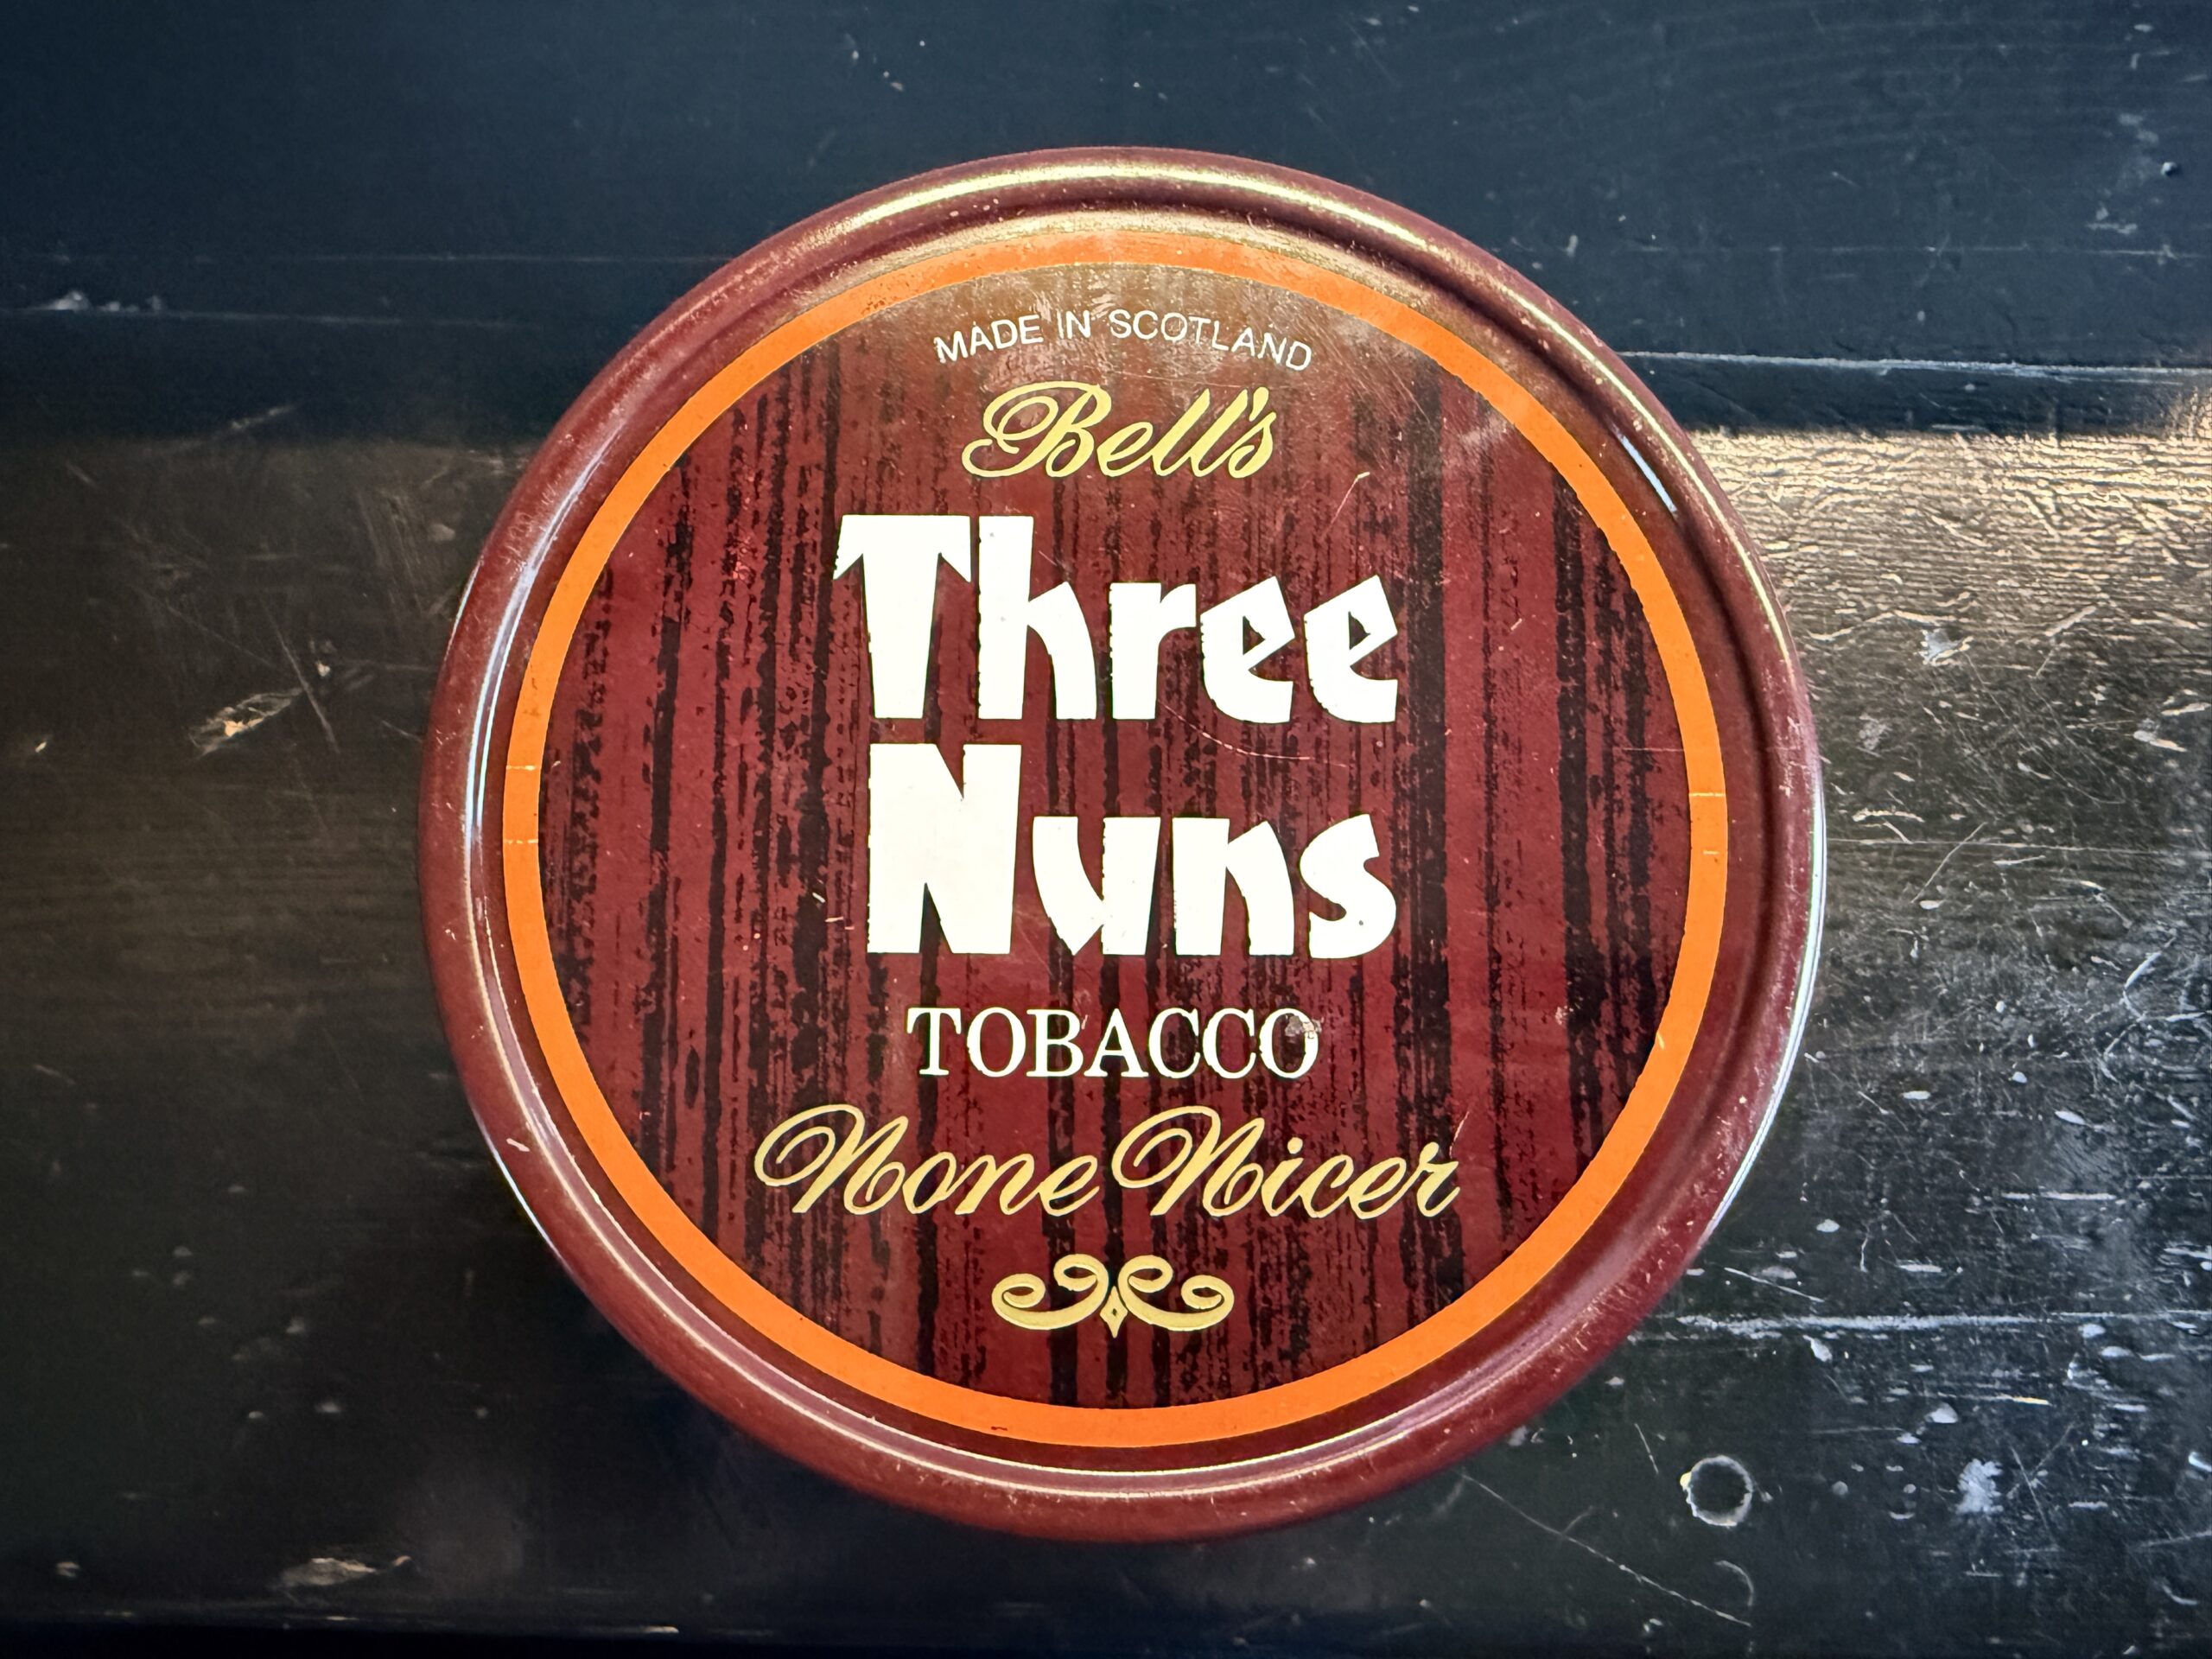 MADE IN SCOTLAND
Bell's
Three
Nuns
TOBACCO
None Nicer